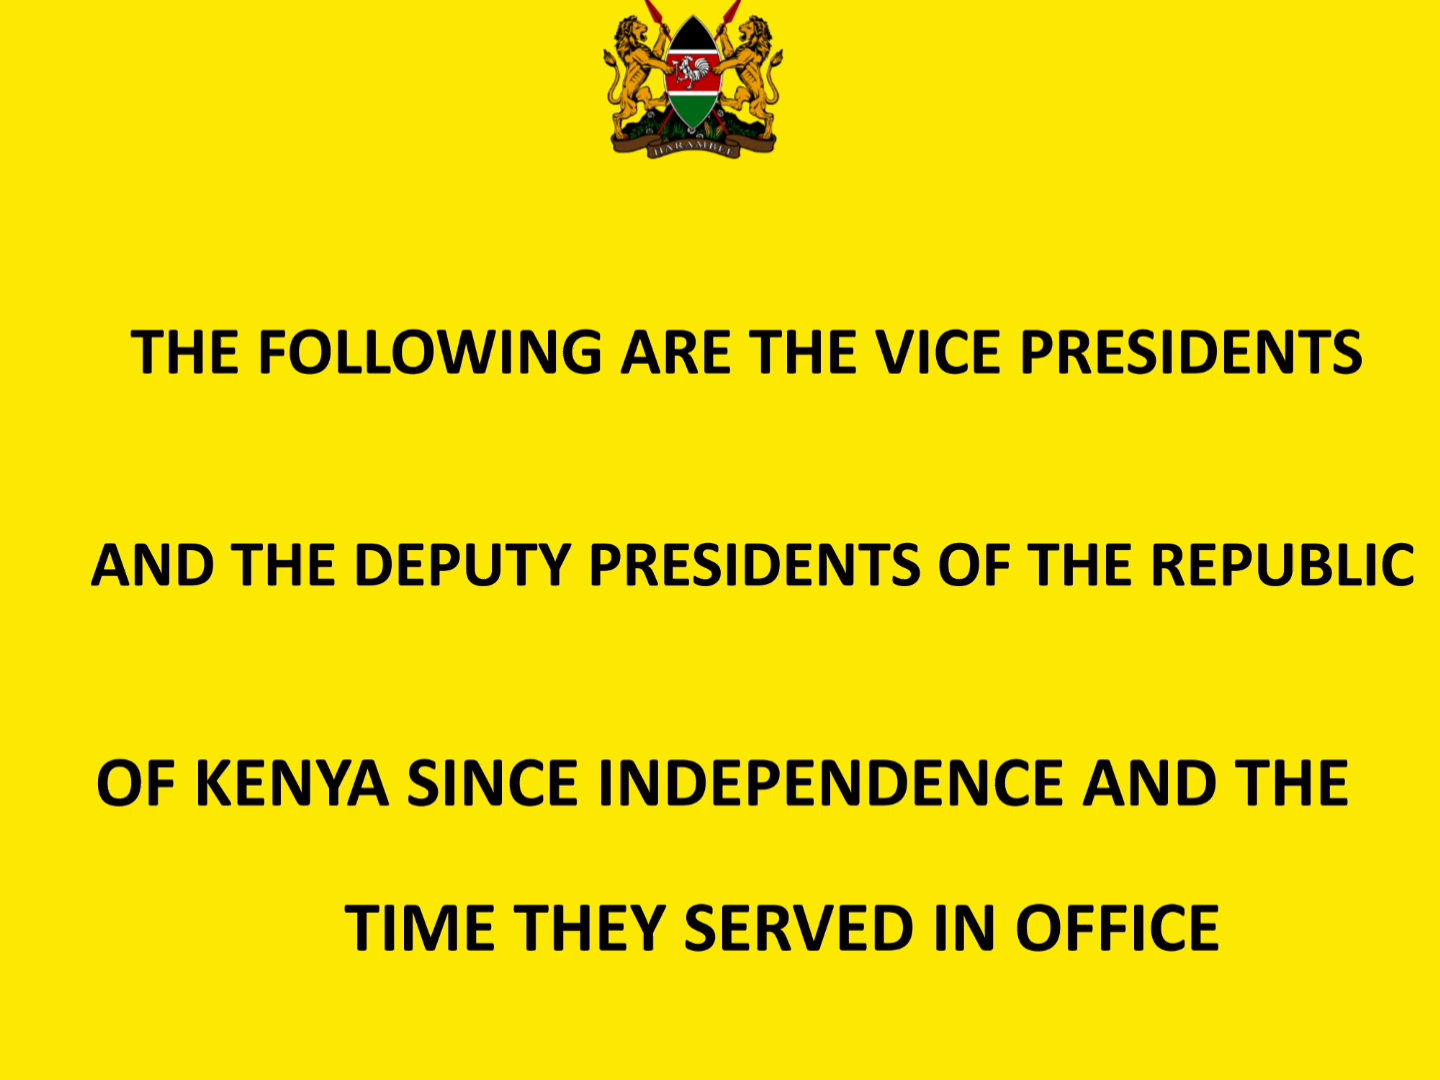 HARAMBEE
THE FOLLOWING ARE THE VICE PRESIDENTS
AND THE DEPUTY PRESIDENTS OF THE REPUBLIC
OF KENYA SINCE INDEPENDENCE AND THE
TIME THEY SERVED IN OFFICE